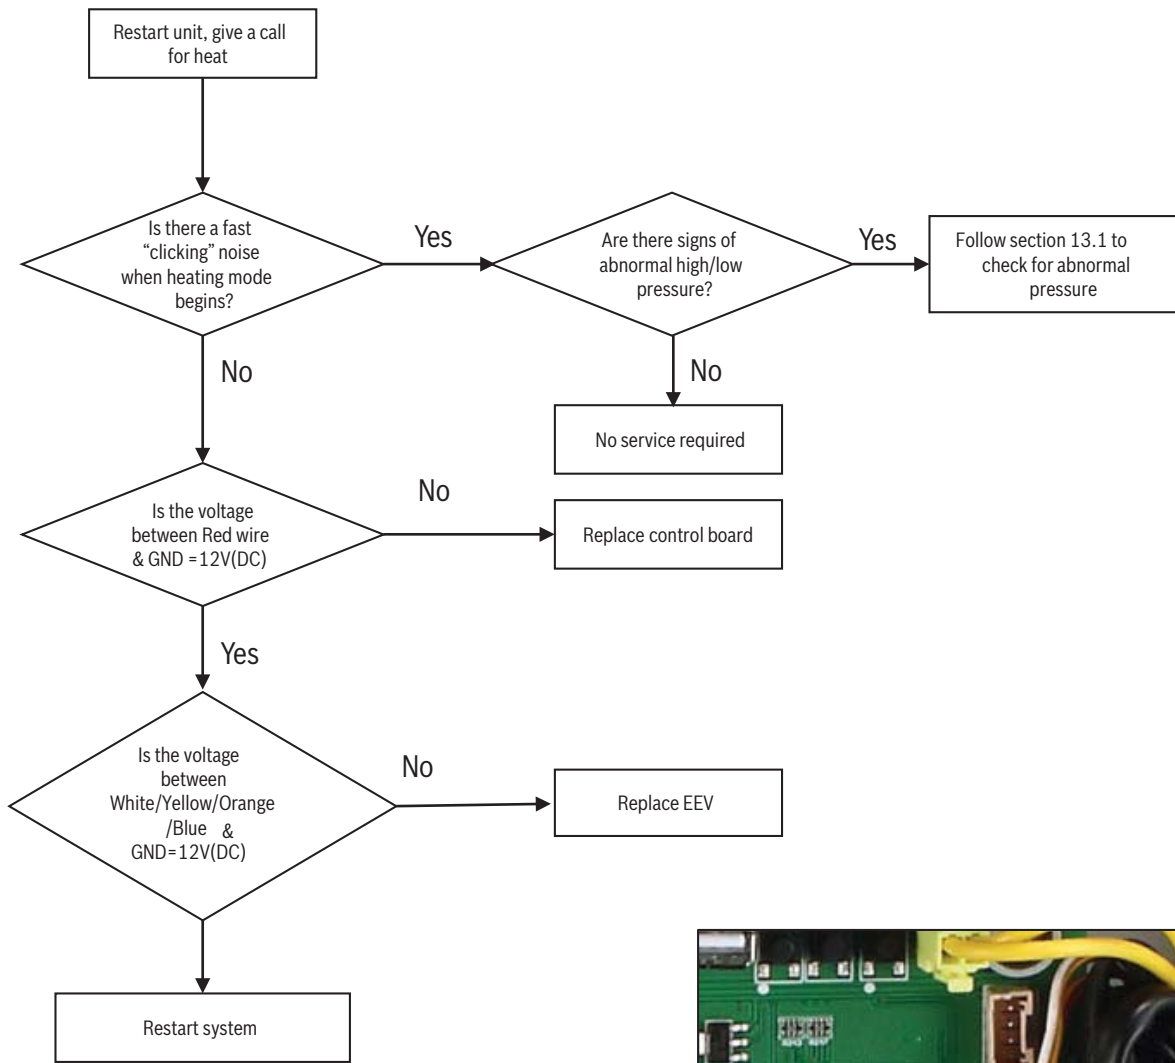 Restart unit, give a call
for heat
Is there a fast
“clicking” noise
when heating mode
begins?
Yes
Are there signs of
abnormal high/low
pressure?
Yes
Follow section 13.1 to
check for abnormal
pressure
No
No
No service required
Is the voltage
between Red wire
& GND =12V(DC)
No
Replace control board
Yes
Is the voltage
between
White/Yellow/Orange
/Blue &
GND=12V(DC)
No
Replace EEV
Restart system